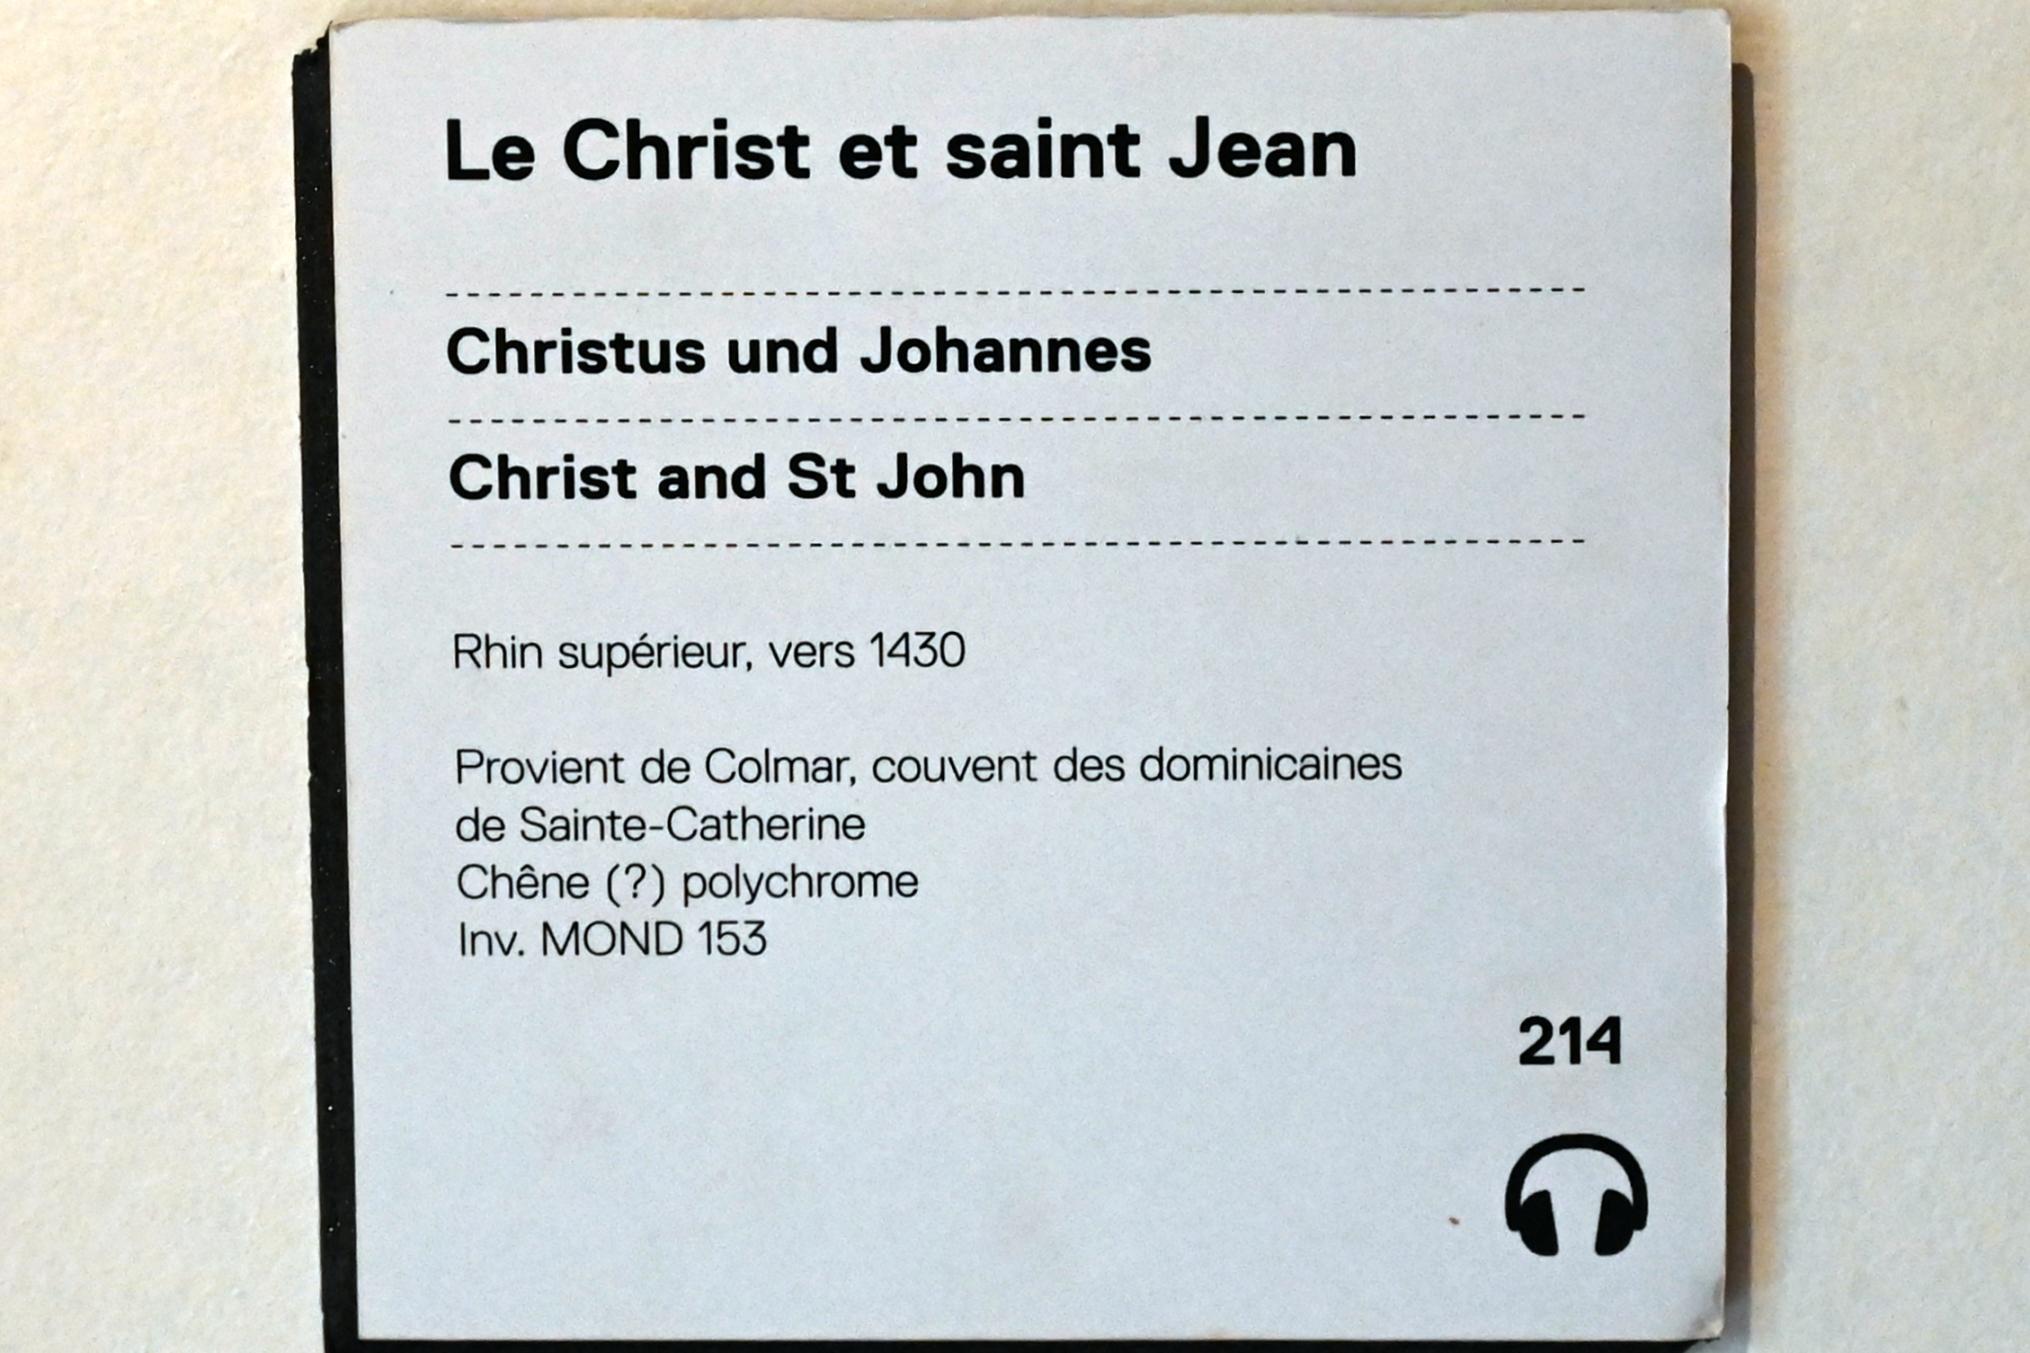 Le Christ et saint Jean
Christus und Johannes
Christ and St John
Rhin supérieur, vers 1430
Provient de Colmar, couvent des dominicaines
de Sainte-Catherine
Chêne (?) polychrome
Inv. MOND 153
214